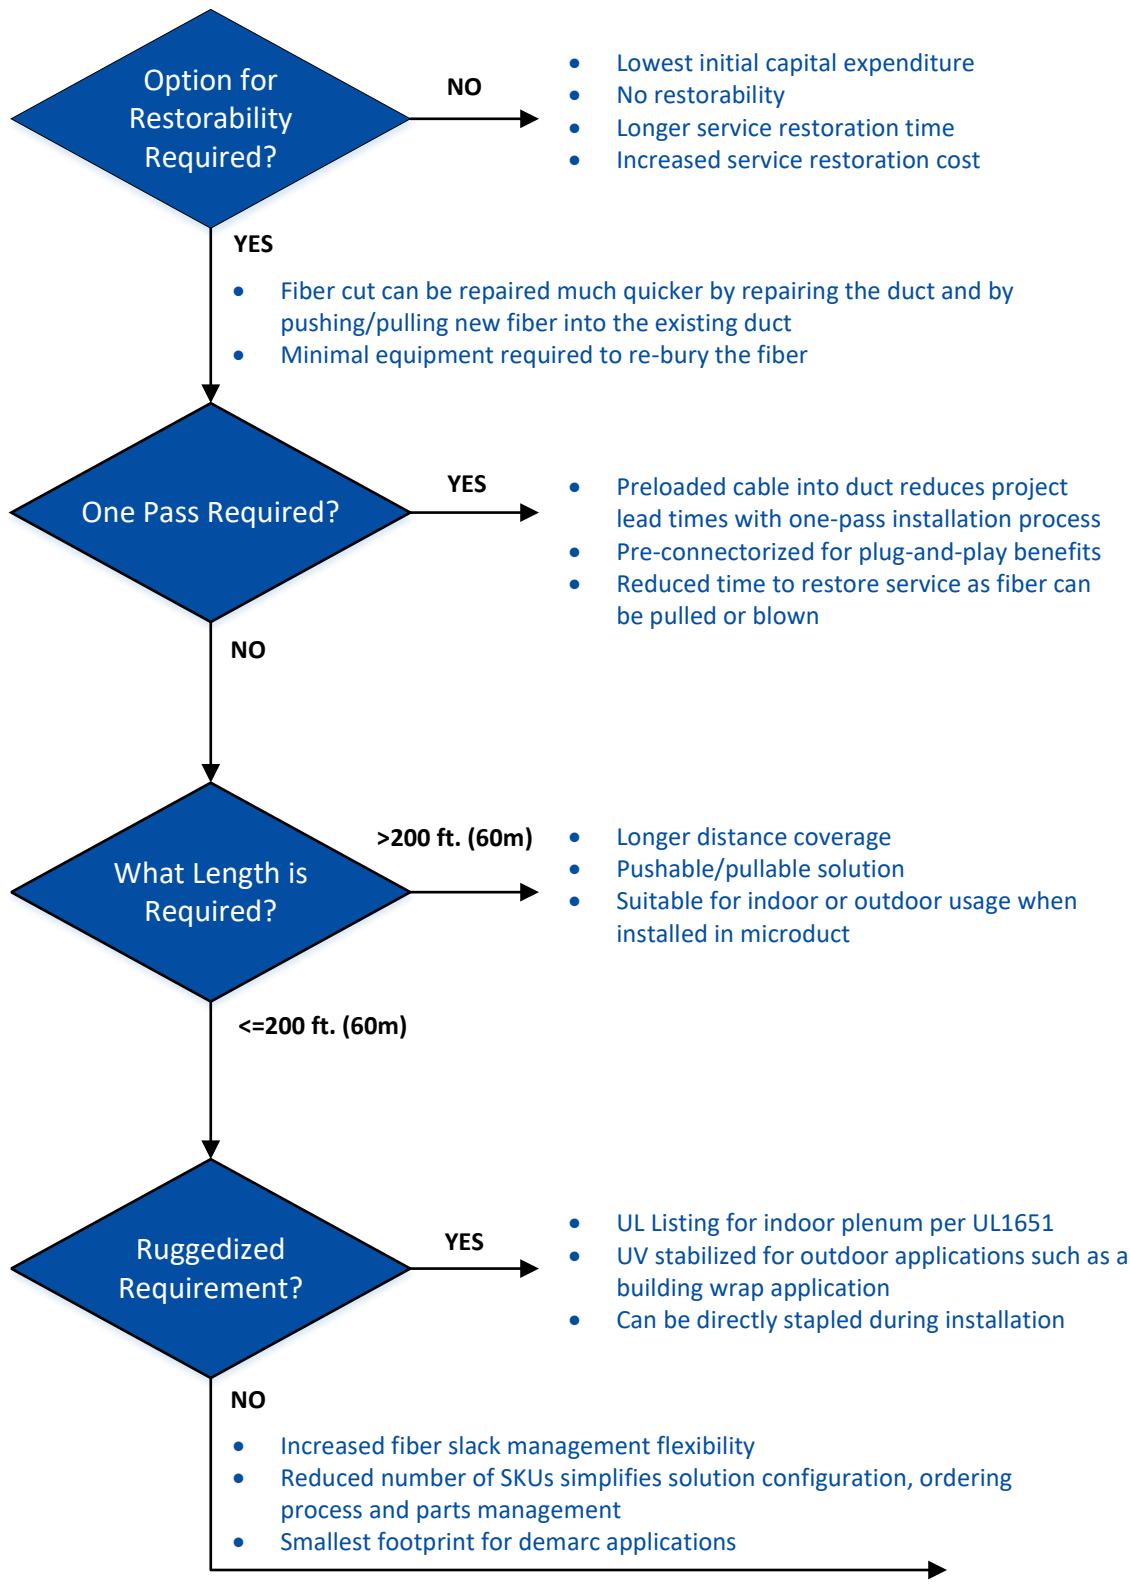 Option for
Restorability
Required?
NO
• Lowest initial capital expenditure
• No restorability
• Longer service restoration time
• Increased service restoration cost
YES
• Fiber cut can be repaired much quicker by repairing the duct and by
pushing/pulling new fiber into the existing duct
• Minimal equipment required to re-bury the fiber
One Pass Required?
YES
• Preloaded cable into duct reduces project
lead times with one-pass installation process
• Pre-connectorized for plug-and-play benefits
• Reduced time to restore service as fiber can
be pulled or blown
NO
What Length is
Required?
>200 ft. (60m)
• Longer distance coverage
• Pushable/pullable solution
• Suitable for indoor or outdoor usage when
installed in microduct
<=200 ft. (60m)
Ruggedized
Requirement?
YES
• UL Listing for indoor plenum per UL1651
• UV stabilized for outdoor applications such as a
building wrap application
• Can be directly stapled during installation
NO
• Increased fiber slack management flexibility
• Reduced number of SKUs simplifies solution configuration, ordering
process and parts management
• Smallest footprint for demarc applications